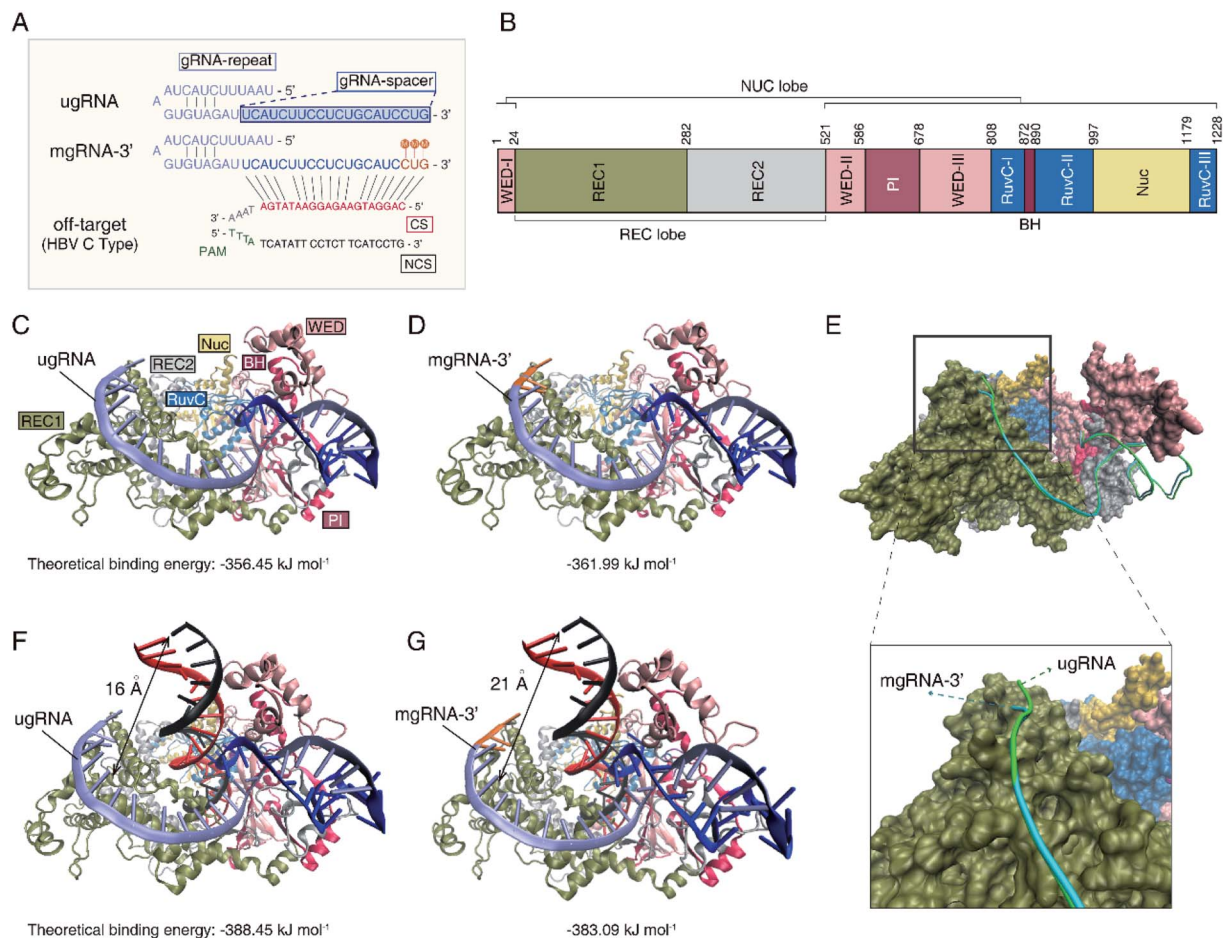 A
gRNA-repeat
AUCAUCUUUAAU - 5'
gRNA-spacer
ugRNA
A
GUGUAGAUUCAUCUUCCUCUGCAUCCUG - 3'
AUCAUCUUUAAU - 5'
M M M
mgRNA-3'
A
GUGUAGAUUCAUCUUCCUCUGCAUCCUG - 3'
AGTATAAGGAGAAGTAGGAC - 5'
3' - AAAT
CS
off-target
(HBV C Type)
5' - TTTA
TCATATT CCTCT TCATCCTG - 3'
PAM
NCS
B
NUC lobe
1
24
282
521
586
678
808
872
890
997
1179
1228
WED-I
REC1
REC2
WED-II
PI
WED-III
RuvC-I
RuvC-II
Nuc
RuvC-III
BH
REC lobe
C
ugRNA
REC2
Nuc
BH
WED
RuvC
REC1
PI
Theoretical binding energy: -356.45 kJ mol⁻¹
D
mgRNA-3'
-361.99 kJ mol⁻¹
E
mgRNA-3'
ugRNA
F
16 Å
ugRNA
Theoretical binding energy: -388.45 kJ mol⁻¹
G
21 Å
mgRNA-3'
-383.09 kJ mol⁻¹